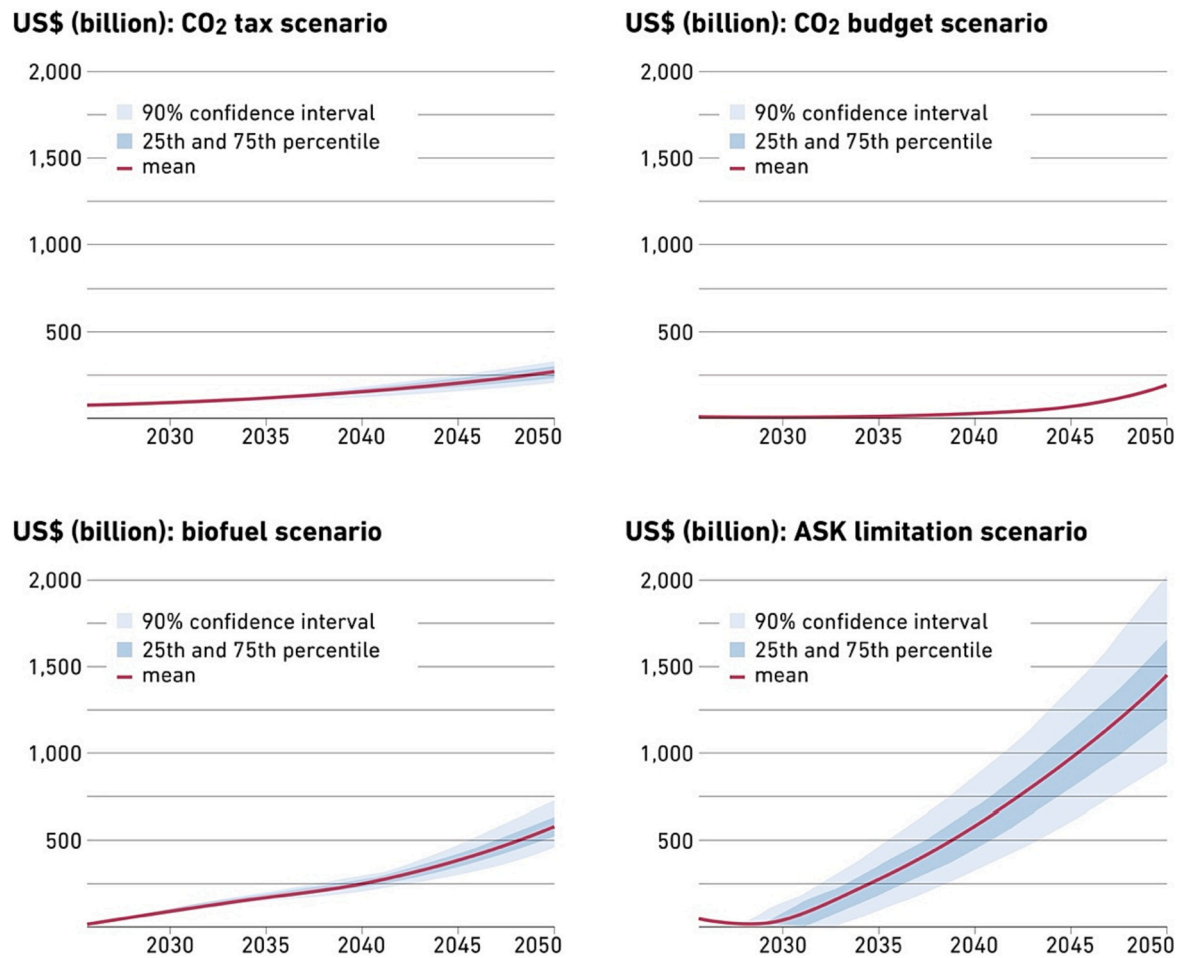 US$ (billion): CO2 tax scenario
2,000
90% confidence interval
25th and 75th percentile
1,500
mean
1,000
500
2030 2035 2040 2045 2050
US$ (billion): CO2 budget scenario
2,000
90% confidence interval
25th and 75th percentile
1,500
mean
1,000
500
2030 2035 2040 2045 2050
US$ (billion): biofuel scenario
2,000
90% confidence interval
25th and 75th percentile
1,500
mean
1,000
500
2030 2035 2040 2045 2050
US$ (billion): ASK limitation scenario
2,000
90% confidence interval
25th and 75th percentile
1,500
mean
1,000
500
2030 2035 2040 2045 2050